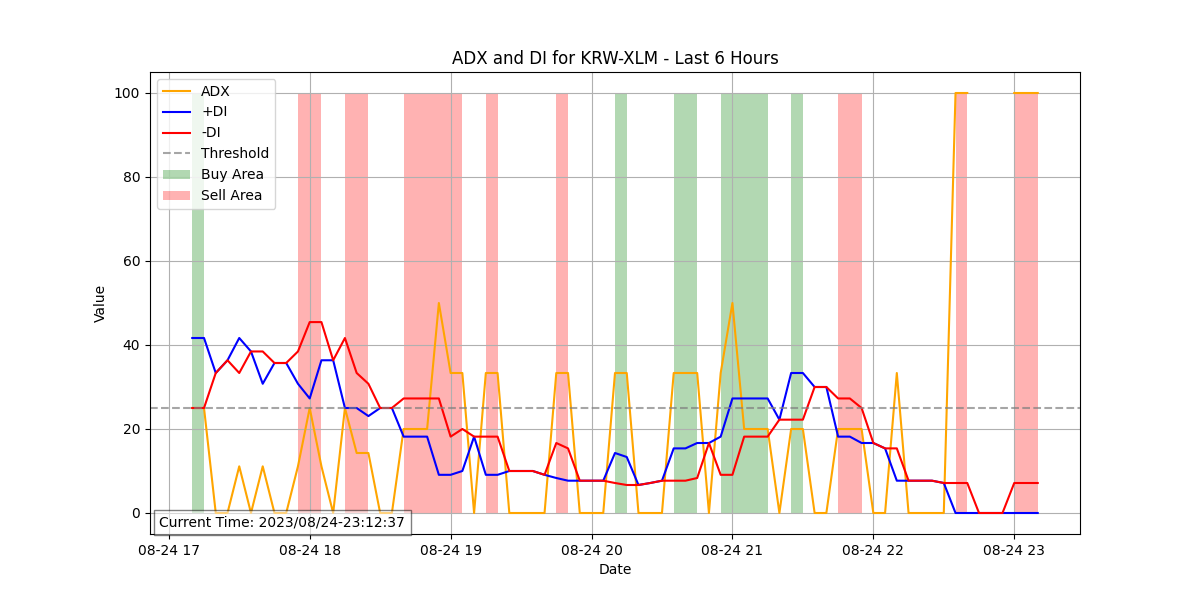 ADX and DI for KRW-XLM - Last 6 Hours
Value
100
80
60
40
20
0
ADX
+DI
-DI
Threshold
Buy Area
Sell Area
Current Time: 2023/08/24-23:12:37
08-24 17 08-24 18 08-24 19 08-24 20 08-24 21 08-24 22 08-24 23
Date